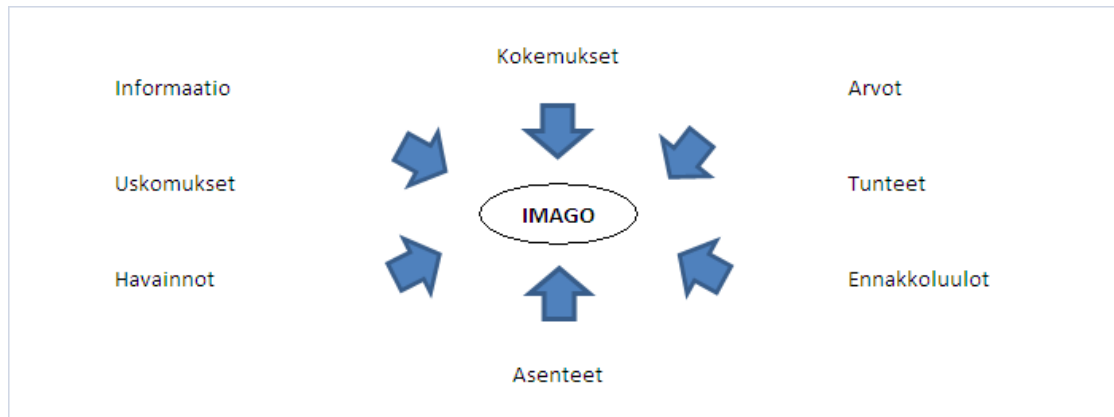 Kokemukset
Informaatio
Arvot
Uskomukset
Tunteet
IMAGO
Havainnot
Ennakkoluulot
Asenteet